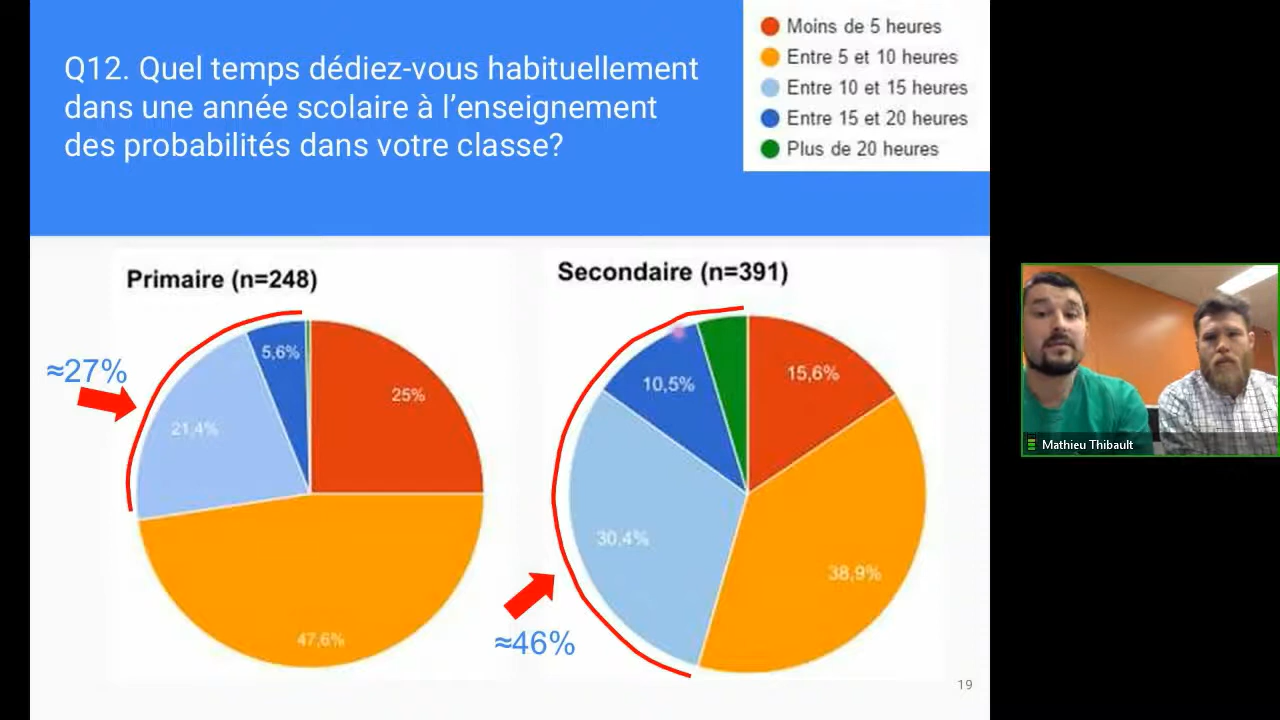 Q12. Quel temps dédiez-vous habituellement
dans une année scolaire à l’enseignement
des probabilités dans votre classe?
Moins de 5 heures
Entre 5 et 10 heures
Entre 10 et 15 heures
Entre 15 et 20 heures
Plus de 20 heures
Primaire (n=248)
≈27%
5,6%
25%
21,4%
47,6%
Secondaire (n=391)
10,5%
15,6%
30,4%
38,9%
≈46%
19
Mathieu Thibault